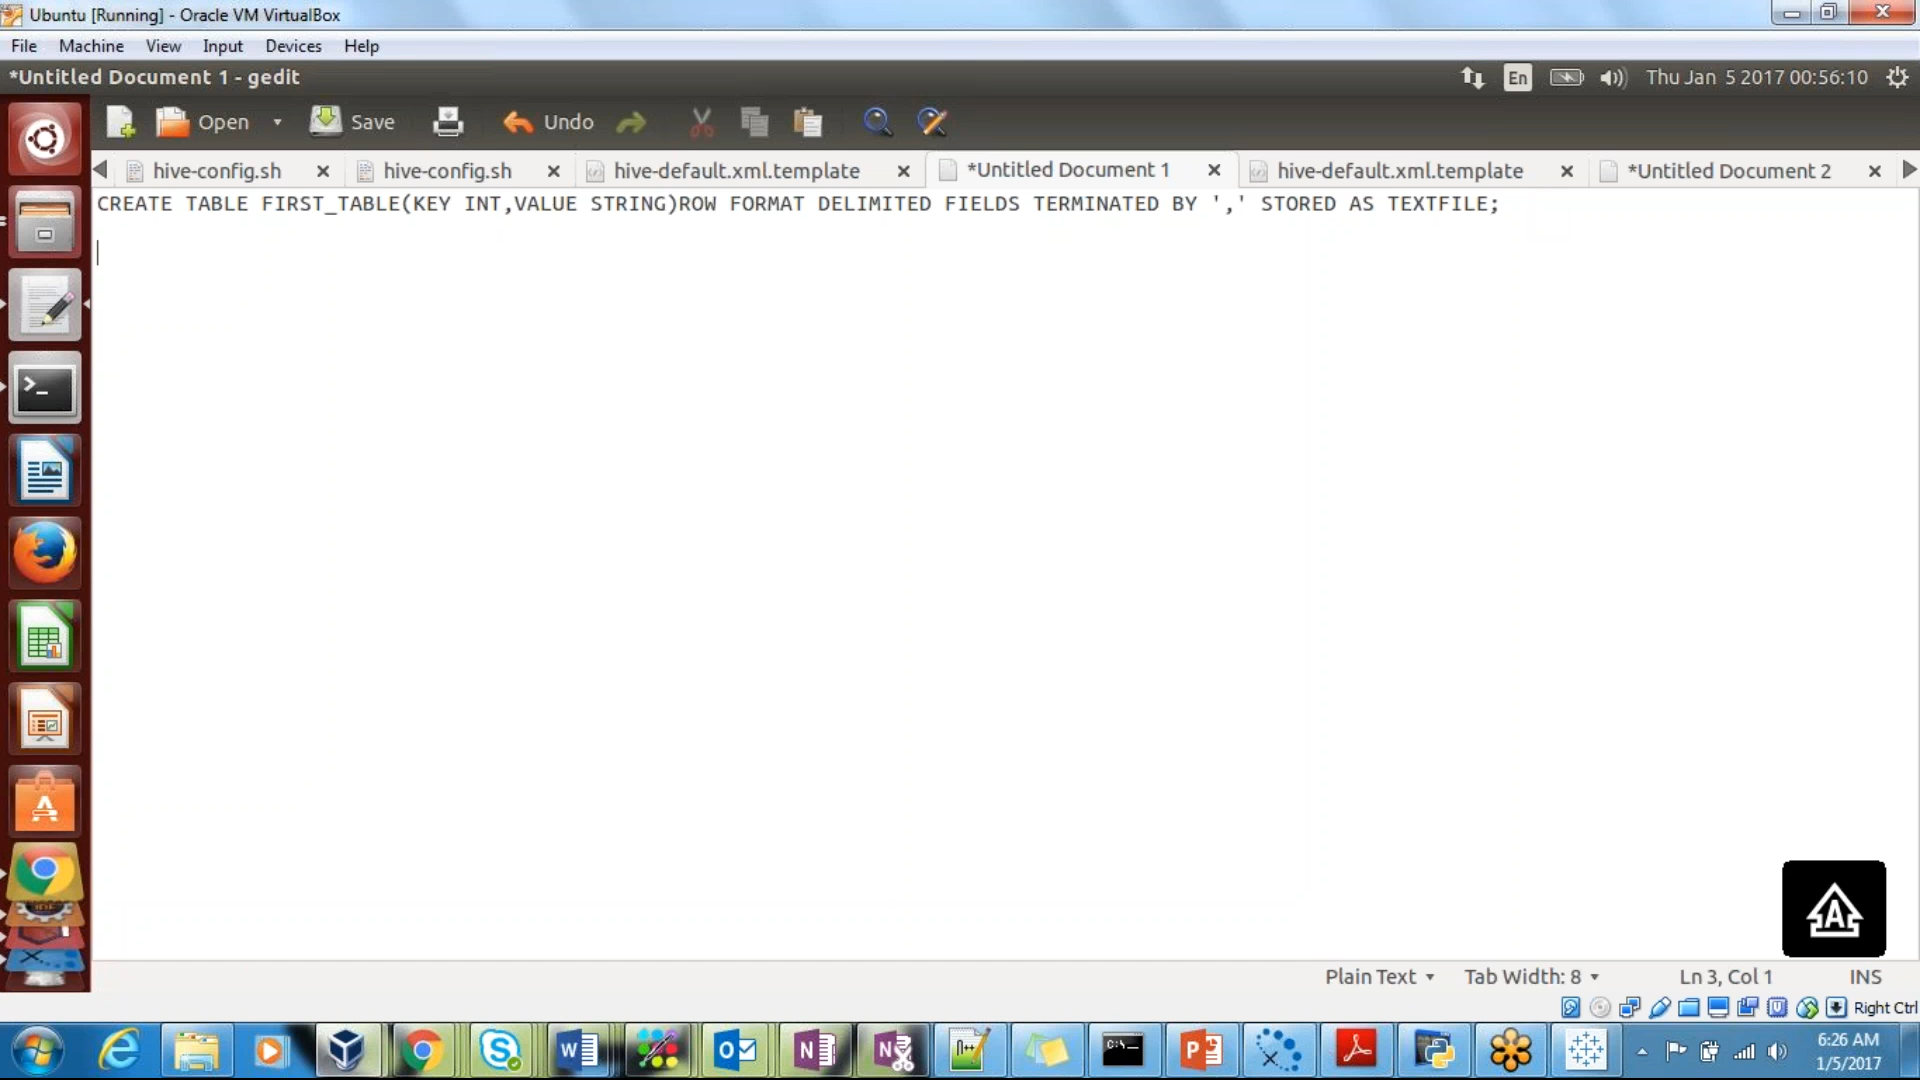 Ubuntu [Running] - Oracle VM VirtualBox
File Machine View Input Devices Help
*Untitled Document 1 - gedit
En
Thu Jan 5 2017 00:56:10
Open
Save
Undo
hive-config.sh
hive-config.sh
hive-default.xml.template
*Untitled Document 1
hive-default.xml.template
*Untitled Document 2
CREATE TABLE FIRST_TABLE(KEY INT,VALUE STRING)ROW FORMAT DELIMITED FIELDS TERMINATED BY ',' STORED AS TEXTFILE;
A
Plain Text
Tab Width: 8
Ln 3, Col 1
INS
Right Ctrl
6:26 AM
1/5/2017